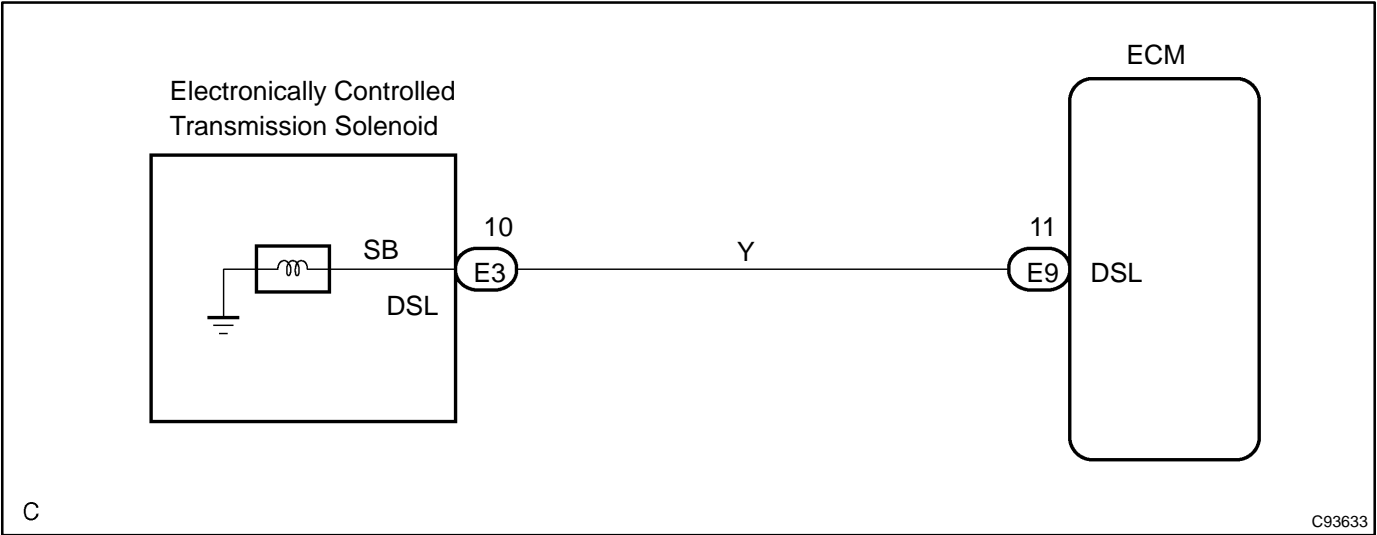 ECM
Electronically Controlled
Transmission Solenoid
10
11
SB
Y
E3
E9
DSL
DSL
C
C93633